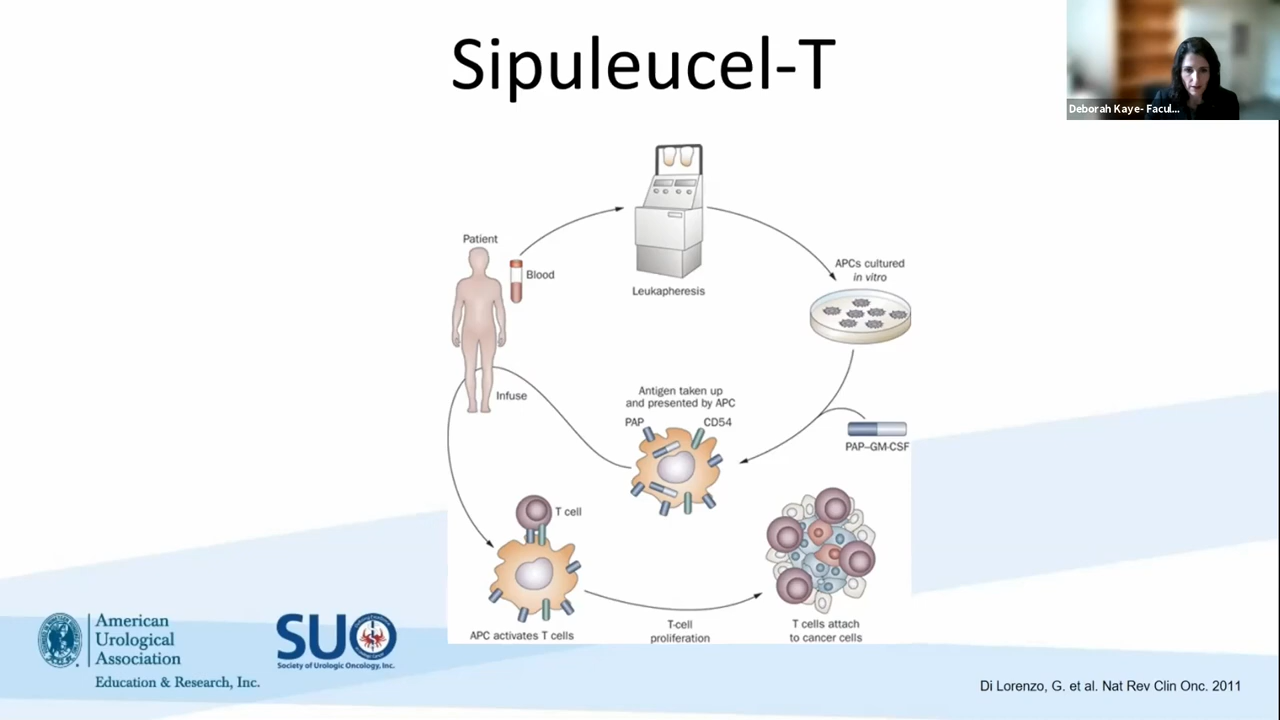 Sipuleucel-T
Deborah Kaye- Facul...
Patient
Blood
Leukapheresis
APCs cultured
in vitro
Infuse
Antigen taken up
and presented by APC
PAP
CD54
PAP–GM-CSF
T cell
APC activates T cells
T-cell
proliferation
T cells attach
to cancer cells
American
Urological
Association
Education & Research, Inc.
SUO
Society of Urologic Oncology, Inc.
Di Lorenzo, G. et al. Nat Rev Clin Onc. 2011